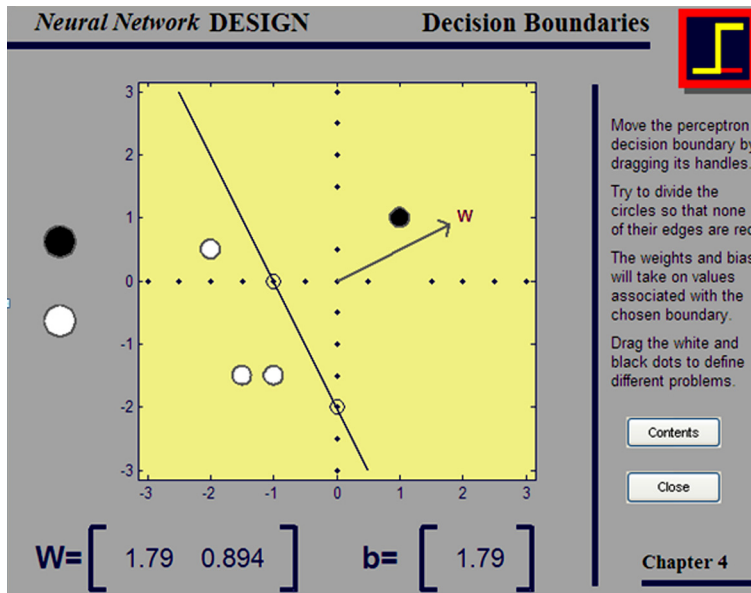 Neural Network DESIGN
Decision Boundaries
3
2
1
0
-1
-2
-3
-3
-2
-1
0
1
2
3
W
Move the perceptron
decision boundary by
dragging its handles.
Try to divide the
circles so that none
of their edges are red
The weights and bias
will take on values
associated with the
chosen boundary.
Drag the white and
black dots to define
different problems.
Contents
Close
W= [ 1.79 0.894 ]
b= [ 1.79 ]
Chapter 4